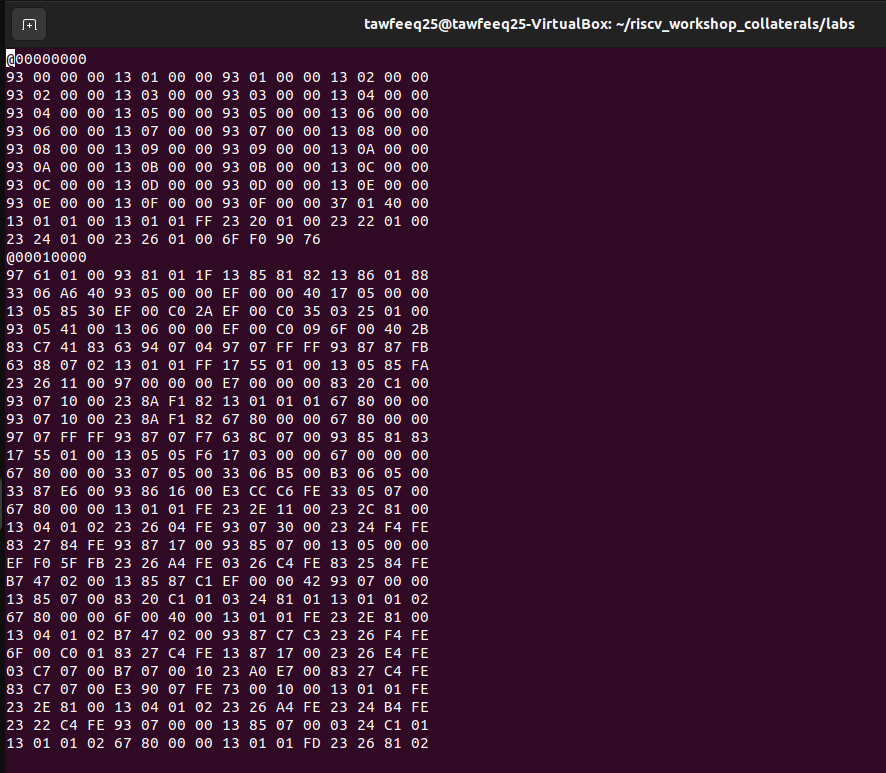 tawfeeq25@tawfeeq25-VirtualBox: ~/riscv_workshop_collaterals/labs
@00000000
93 00 00 00 13 01 00 00 93 01 00 00 13 02 00 00
93 02 00 00 13 03 00 00 93 03 00 00 13 04 00 00
93 04 00 00 13 05 00 00 93 05 00 00 13 06 00 00
93 06 00 00 13 07 00 00 93 07 00 00 13 08 00 00
93 08 00 00 13 09 00 00 93 09 00 00 13 0A 00 00
93 0A 00 00 13 0B 00 00 93 0B 00 00 13 0C 00 00
93 0C 00 00 13 0D 00 00 93 0D 00 00 13 0E 00 00
93 0E 00 00 13 0F 00 00 93 0F 00 00 37 01 40 00
13 01 01 00 13 01 01 FF 23 20 01 00 23 22 01 00
23 24 01 00 23 26 01 00 6F F0 90 76
@00010000
97 61 01 00 93 81 01 1F 13 85 81 82 13 86 01 88
33 06 A6 40 93 05 00 00 EF 00 00 40 17 05 00 00
13 05 85 30 EF 00 C0 2A EF 00 C0 35 03 25 01 00
93 05 41 00 13 06 00 00 EF 00 C0 09 6F 00 40 2B
83 C7 41 83 63 94 07 04 97 07 FF FF 93 87 87 FB
63 88 07 02 13 01 01 FF 17 55 01 00 13 05 85 FA
23 26 11 00 97 00 00 00 E7 00 00 00 83 20 C1 00
93 07 10 00 23 8A F1 82 13 01 01 01 67 80 00 00
93 07 10 00 23 8A F1 82 67 80 00 00 67 80 00 00
97 07 FF FF 93 87 07 F7 63 8C 07 00 93 85 81 83
17 55 01 00 13 05 05 F6 17 03 00 00 67 00 00 00
67 80 00 00 33 07 05 00 33 06 B5 00 B3 06 05 00
33 87 E6 00 93 86 16 00 E3 CC C6 FE 33 05 07 00
67 80 00 00 13 01 01 FE 23 2E 11 00 23 2C 81 00
13 04 01 02 23 26 04 FE 93 07 30 00 23 24 F4 FE
83 27 84 FE 93 87 17 00 93 85 07 00 13 05 00 00
EF F0 5F FB 23 26 A4 FE 03 26 C4 FE 83 25 84 FE
B7 47 02 00 13 85 87 C1 EF 00 00 42 93 07 00 00
13 85 07 00 83 20 C1 01 03 24 81 01 13 01 01 02
67 80 00 00 6F 00 40 00 13 01 01 FE 23 2E 81 00
13 04 01 02 B7 47 02 00 93 87 C7 C3 23 26 F4 FE
6F 00 C0 01 83 27 C4 FE 13 87 17 00 23 26 E4 FE
03 C7 07 00 B7 07 00 10 23 A0 E7 00 83 27 C4 FE
83 C7 07 00 E3 90 07 FE 73 00 10 00 13 01 01 FE
23 2E 81 00 13 04 01 02 23 26 A4 FE 23 24 B4 FE
23 22 C4 FE 93 07 00 00 13 85 07 00 03 24 C1 01
13 01 01 02 67 80 00 00 13 01 01 FD 23 26 81 02